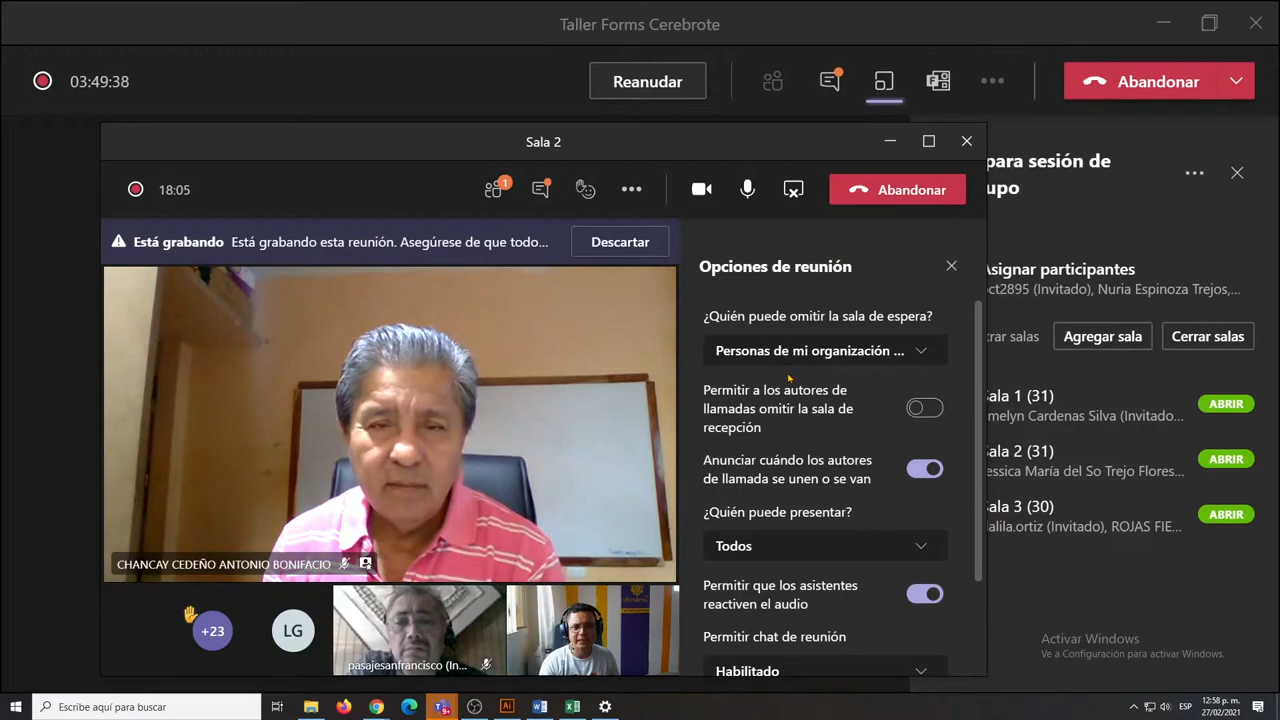 Taller Forms Cerebrote
03:49:38
Reanudar
Abandonar
Sala 2
18:05
1
Abandonar
Está grabando Está grabando esta reunión. Asegúrese de que todo...
Descartar
Opciones de reunión
¿Quién puede omitir la sala de espera?
Personas de mi organización ...
Permitir a los autores de
llamadas omitir la sala de
recepción
Anunciar cuándo los autores
de llamada se unen o se van
¿Quién puede presentar?
Todos
Permitir que los asistentes
reactiven el audio
Permitir chat de reunión
Habilitado
CHANCAY CEDEÑO ANTONIO BONIFACIO
+23
LG
pasajesanfrancisco (In...
para sesión de
upo
Asignar participantes
ect2895 (Invitado), Nuria Espinoza Trejos,...
rar salas
Agregar sala
Cerrar salas
Sala 1 (31)
melyn Cardenas Silva (Invitado...
ABRIR
Sala 2 (31)
essica María del So Trejo Flores...
ABRIR
Sala 3 (30)
lalila.ortiz (Invitado), ROJAS FIE...
ABRIR
Activar Windows
Ve a Configuración para activar Windows.
Escribe aquí para buscar
ESP
12:58 p. m.
27/02/2021